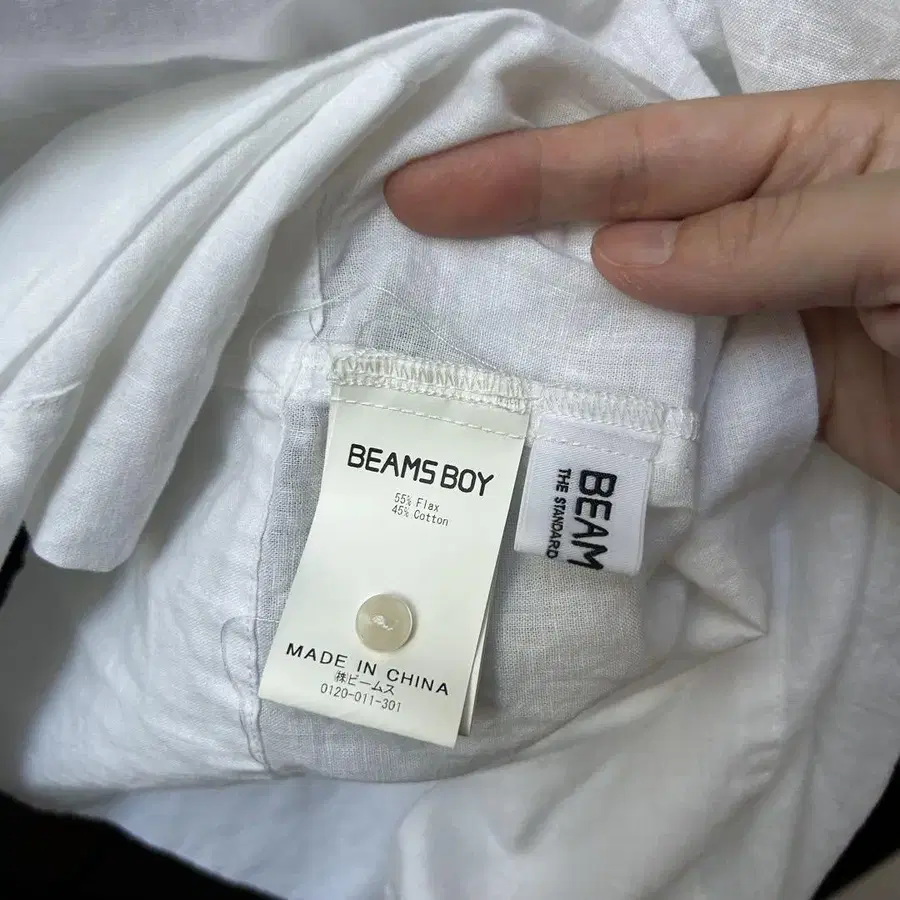 BEAMS BOY
55% Flax
45% Cotton
MADE IN CHINA
㈱ビームス
0120-011-301
BEAM
THE STANDARD